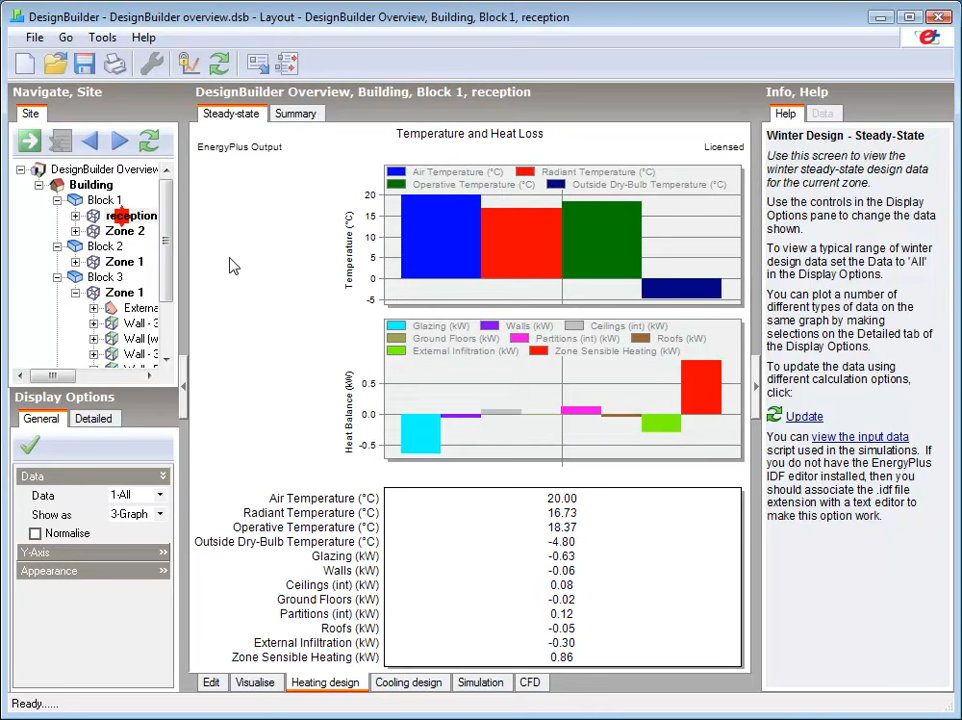 DesignBuilder - DesignBuilder overview.dsb - Layout - DesignBuilder Overview, Building, Block 1, reception
File Go Tools Help
Navigate, Site
Site
DesignBuilder Overview
Building
Block 1
reception
Zone 2
Block 2
Zone 1
Block 3
Zone 1
Externa
Wall - 3
Wall (w
Wall - 3
Display Options
General Detailed
Data
Data 1-All
Show as 3-Graph
Normalise
Y-Axis
Appearance
DesignBuilder Overview, Building, Block 1, reception
Steady-state Summary
Temperature and Heat Loss
EnergyPlus Output Licensed
Air Temperature (°C) Radiant Temperature (°C)
Operative Temperature (°C) Outside Dry-Bulb Temperature (°C)
Temperature (°C)
20
15
10
5
0
-5
Glazing (kW) Walls (kW) Ceilings (int) (kW)
Ground Floors (kW) Partitions (int) (kW) Roofs (kW)
External Infiltration (kW) Zone Sensible Heating (kW)
Heat Balance (kW)
0.5
0.0
-0.5
Air Temperature (°C) 20.00
Radiant Temperature (°C) 16.73
Operative Temperature (°C) 18.37
Outside Dry-Bulb Temperature (°C) -4.80
Glazing (kW) -0.63
Walls (kW) -0.06
Ceilings (int) (kW) 0.08
Ground Floors (kW) -0.02
Partitions (int) (kW) 0.12
Roofs (kW) -0.05
External Infiltration (kW) -0.30
Zone Sensible Heating (kW) 0.86
Edit Visualise Heating design Cooling design Simulation CFD
Info, Help
Help Data
Winter Design - Steady-State
Use this screen to view the
winter steady-state design data
for the current zone.
Use the controls in the Display
Options pane to change the data
shown.
To view a typical range of winter
design data set the Data to 'All'
in the Display Options.
You can plot a number of
different types of data on the
same graph by making
selections on the Detailed tab of
the Display Options.
To update the data using
different calculation options,
click:
Update
You can view the input data
script used in the simulations. If
you do not have the EnergyPlus
IDF editor installed, then you
should associate the .idf file
extension with a text editor to
make this option work.
Ready......